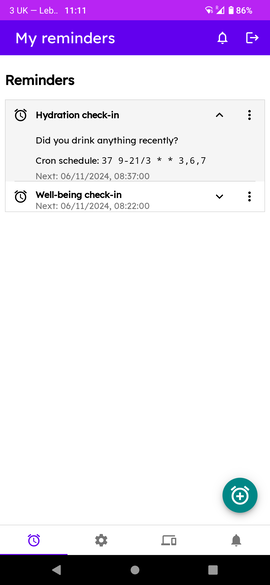 3 UK — Leb.. 11:11 86%
My reminders
Reminders
Hydration check-in
Did you drink anything recently?
Cron schedule: 37 9-21/3 * * 3,6,7
Next: 06/11/2024, 08:37:00
Well-being check-in
Next: 06/11/2024, 08:22:00